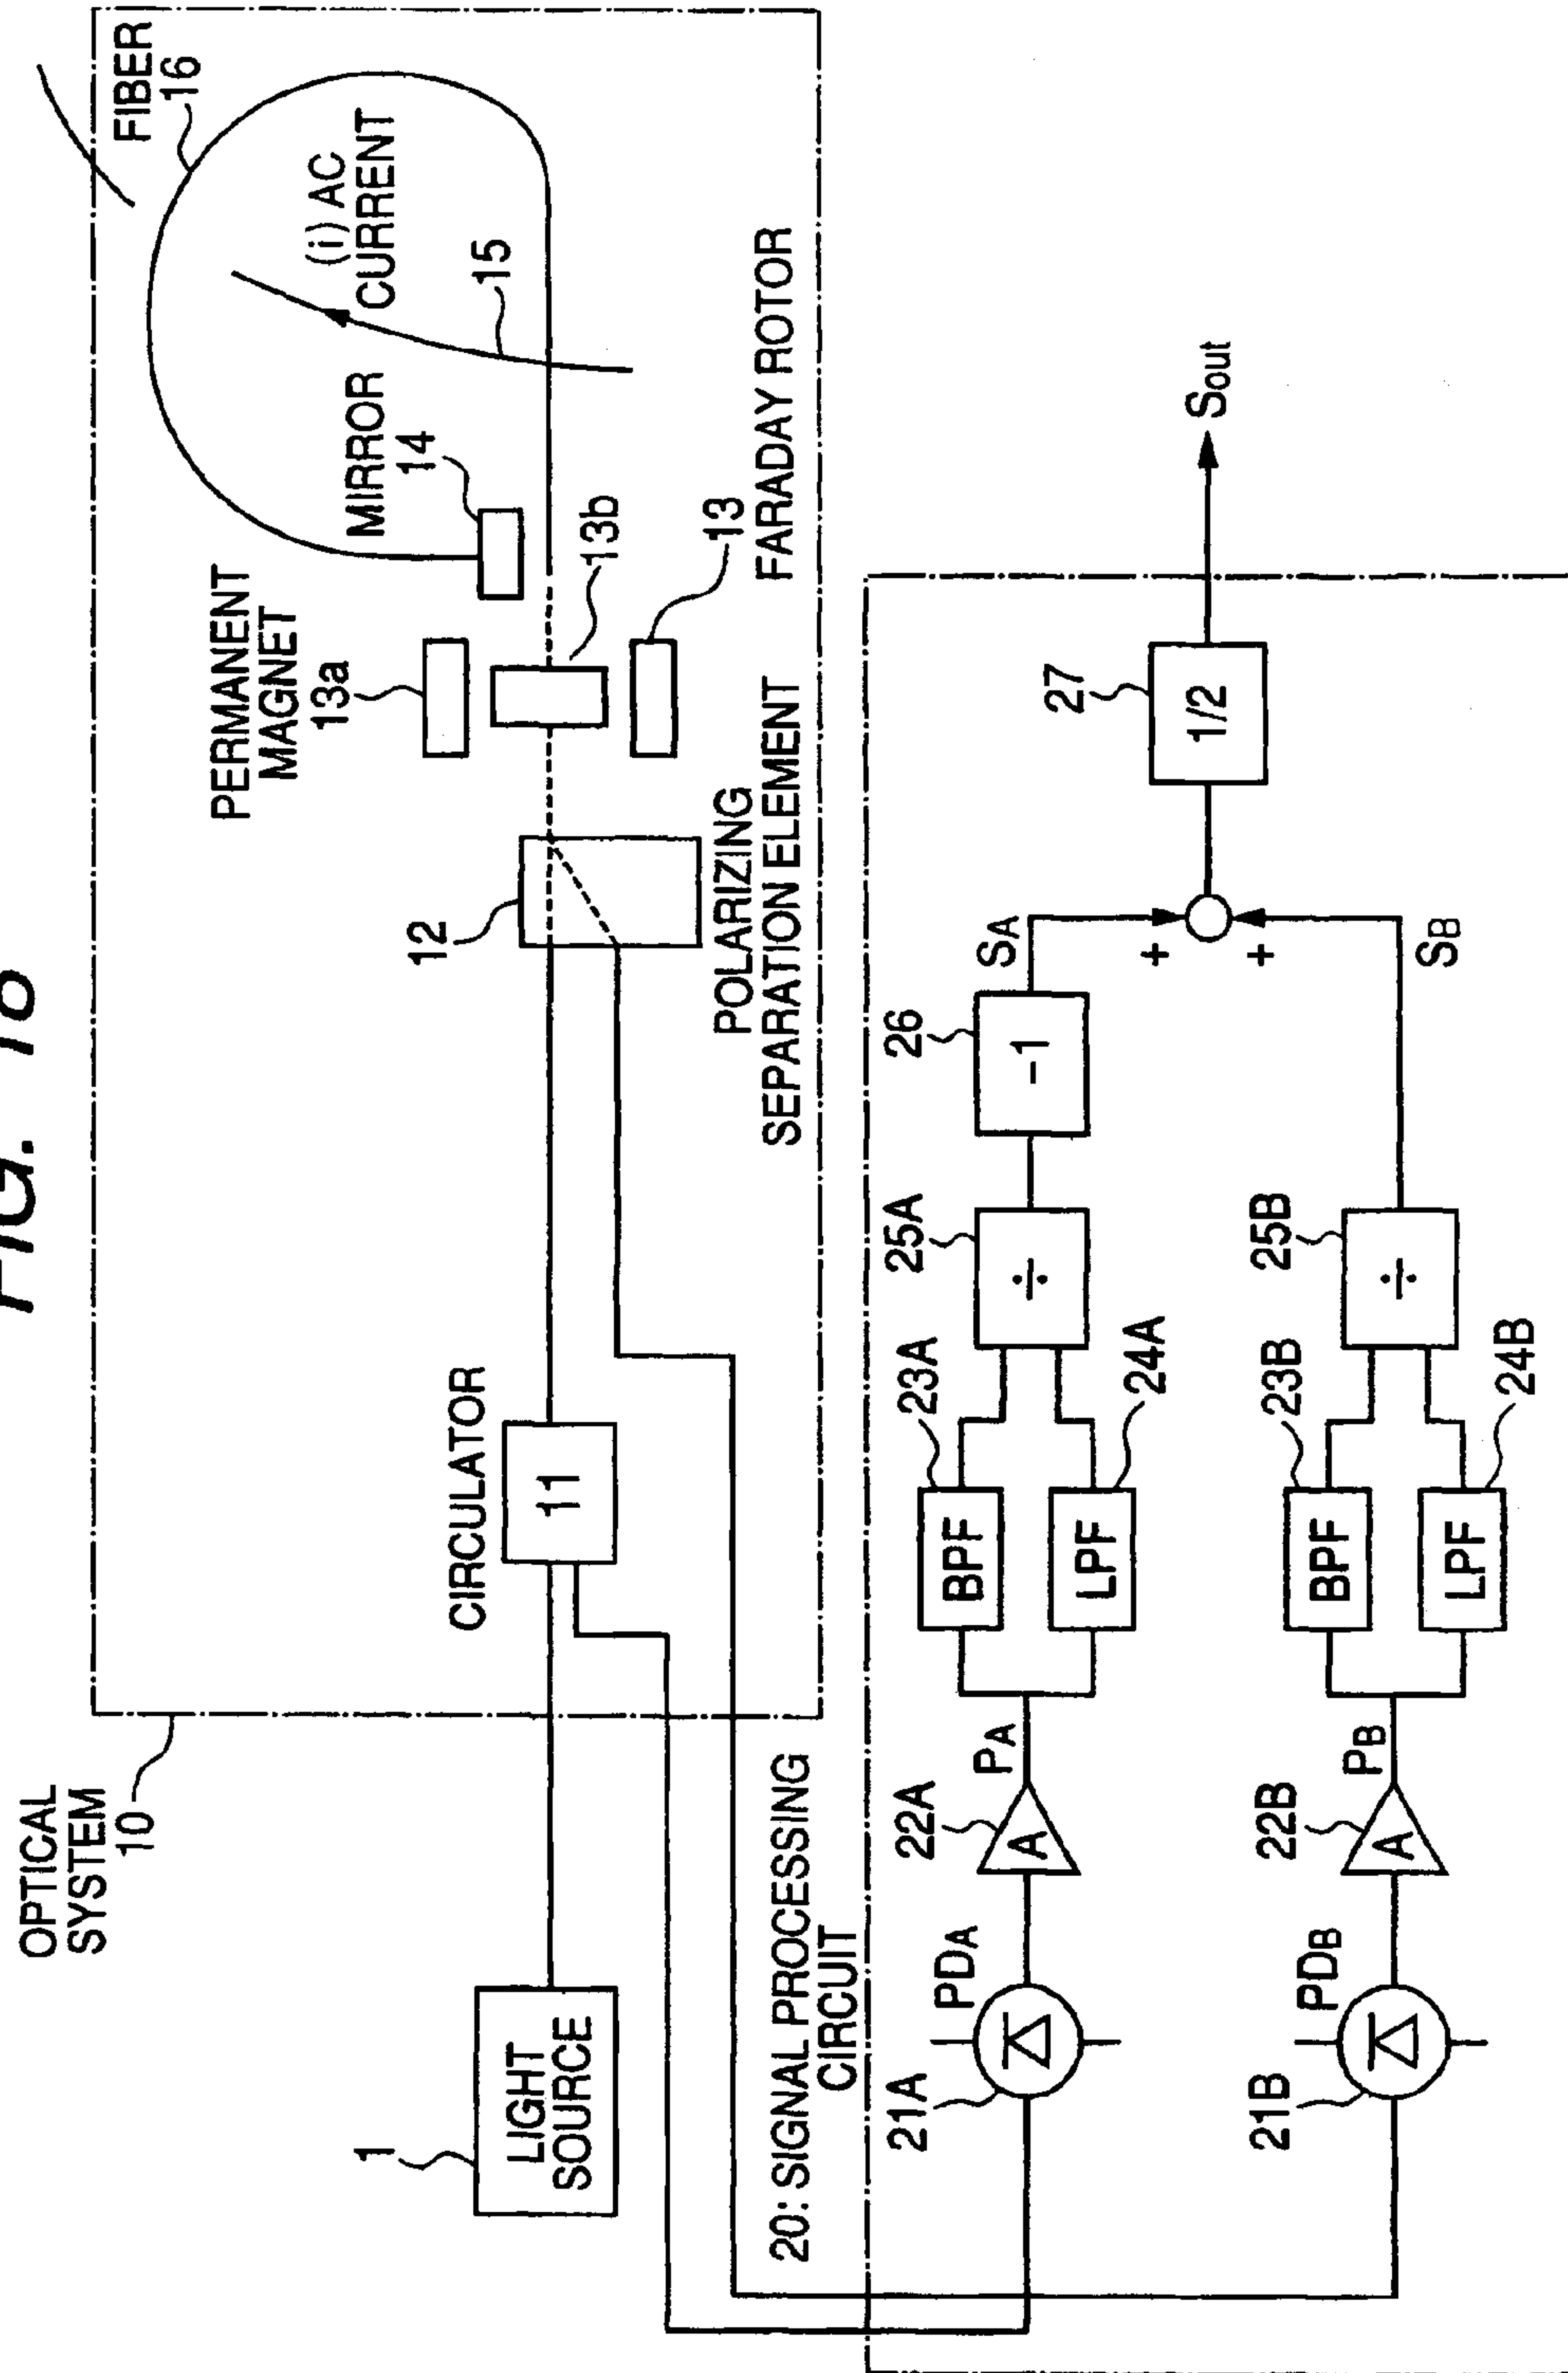 FIG. 18
OPTICAL
SYSTEM
10
1
LIGHT
SOURCE
CIRCULATOR
11
12
POLARIZING
SEPARATION ELEMENT
PERMANENT
MAGNET
13a
13b
13
FARADAY ROTOR
MIRROR
14
15
(i) AC
CURRENT
FIBER
16
20: SIGNAL PROCESSING
CIRCUIT
21A
PDA
22A
A
PA
23A
BPF
LPF
24A
25A
÷
26
-1
SA
+
+
SB
27
1/2
Sout
21B
PDB
22B
A
PB
23B
BPF
LPF
24B
25B
÷